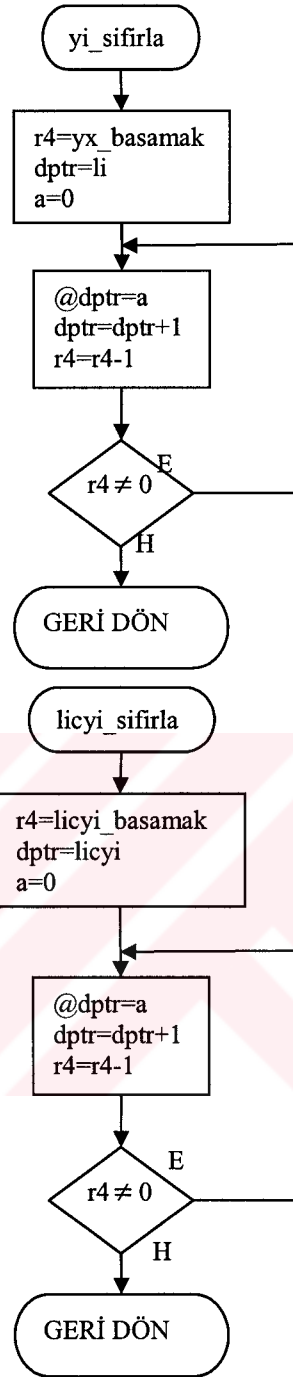 yi_sifirla
r4=yx_basamak
dptr=li
a=0
@dptr=a
dptr=dptr+1
r4=r4-1
E
r4 ≠ 0
H
GERİ DÖN
licyi_sifirla
r4=licyi_basamak
dptr=licyi
a=0
@dptr=a
dptr=dptr+1
r4=r4-1
E
r4 ≠ 0
H
GERİ DÖN